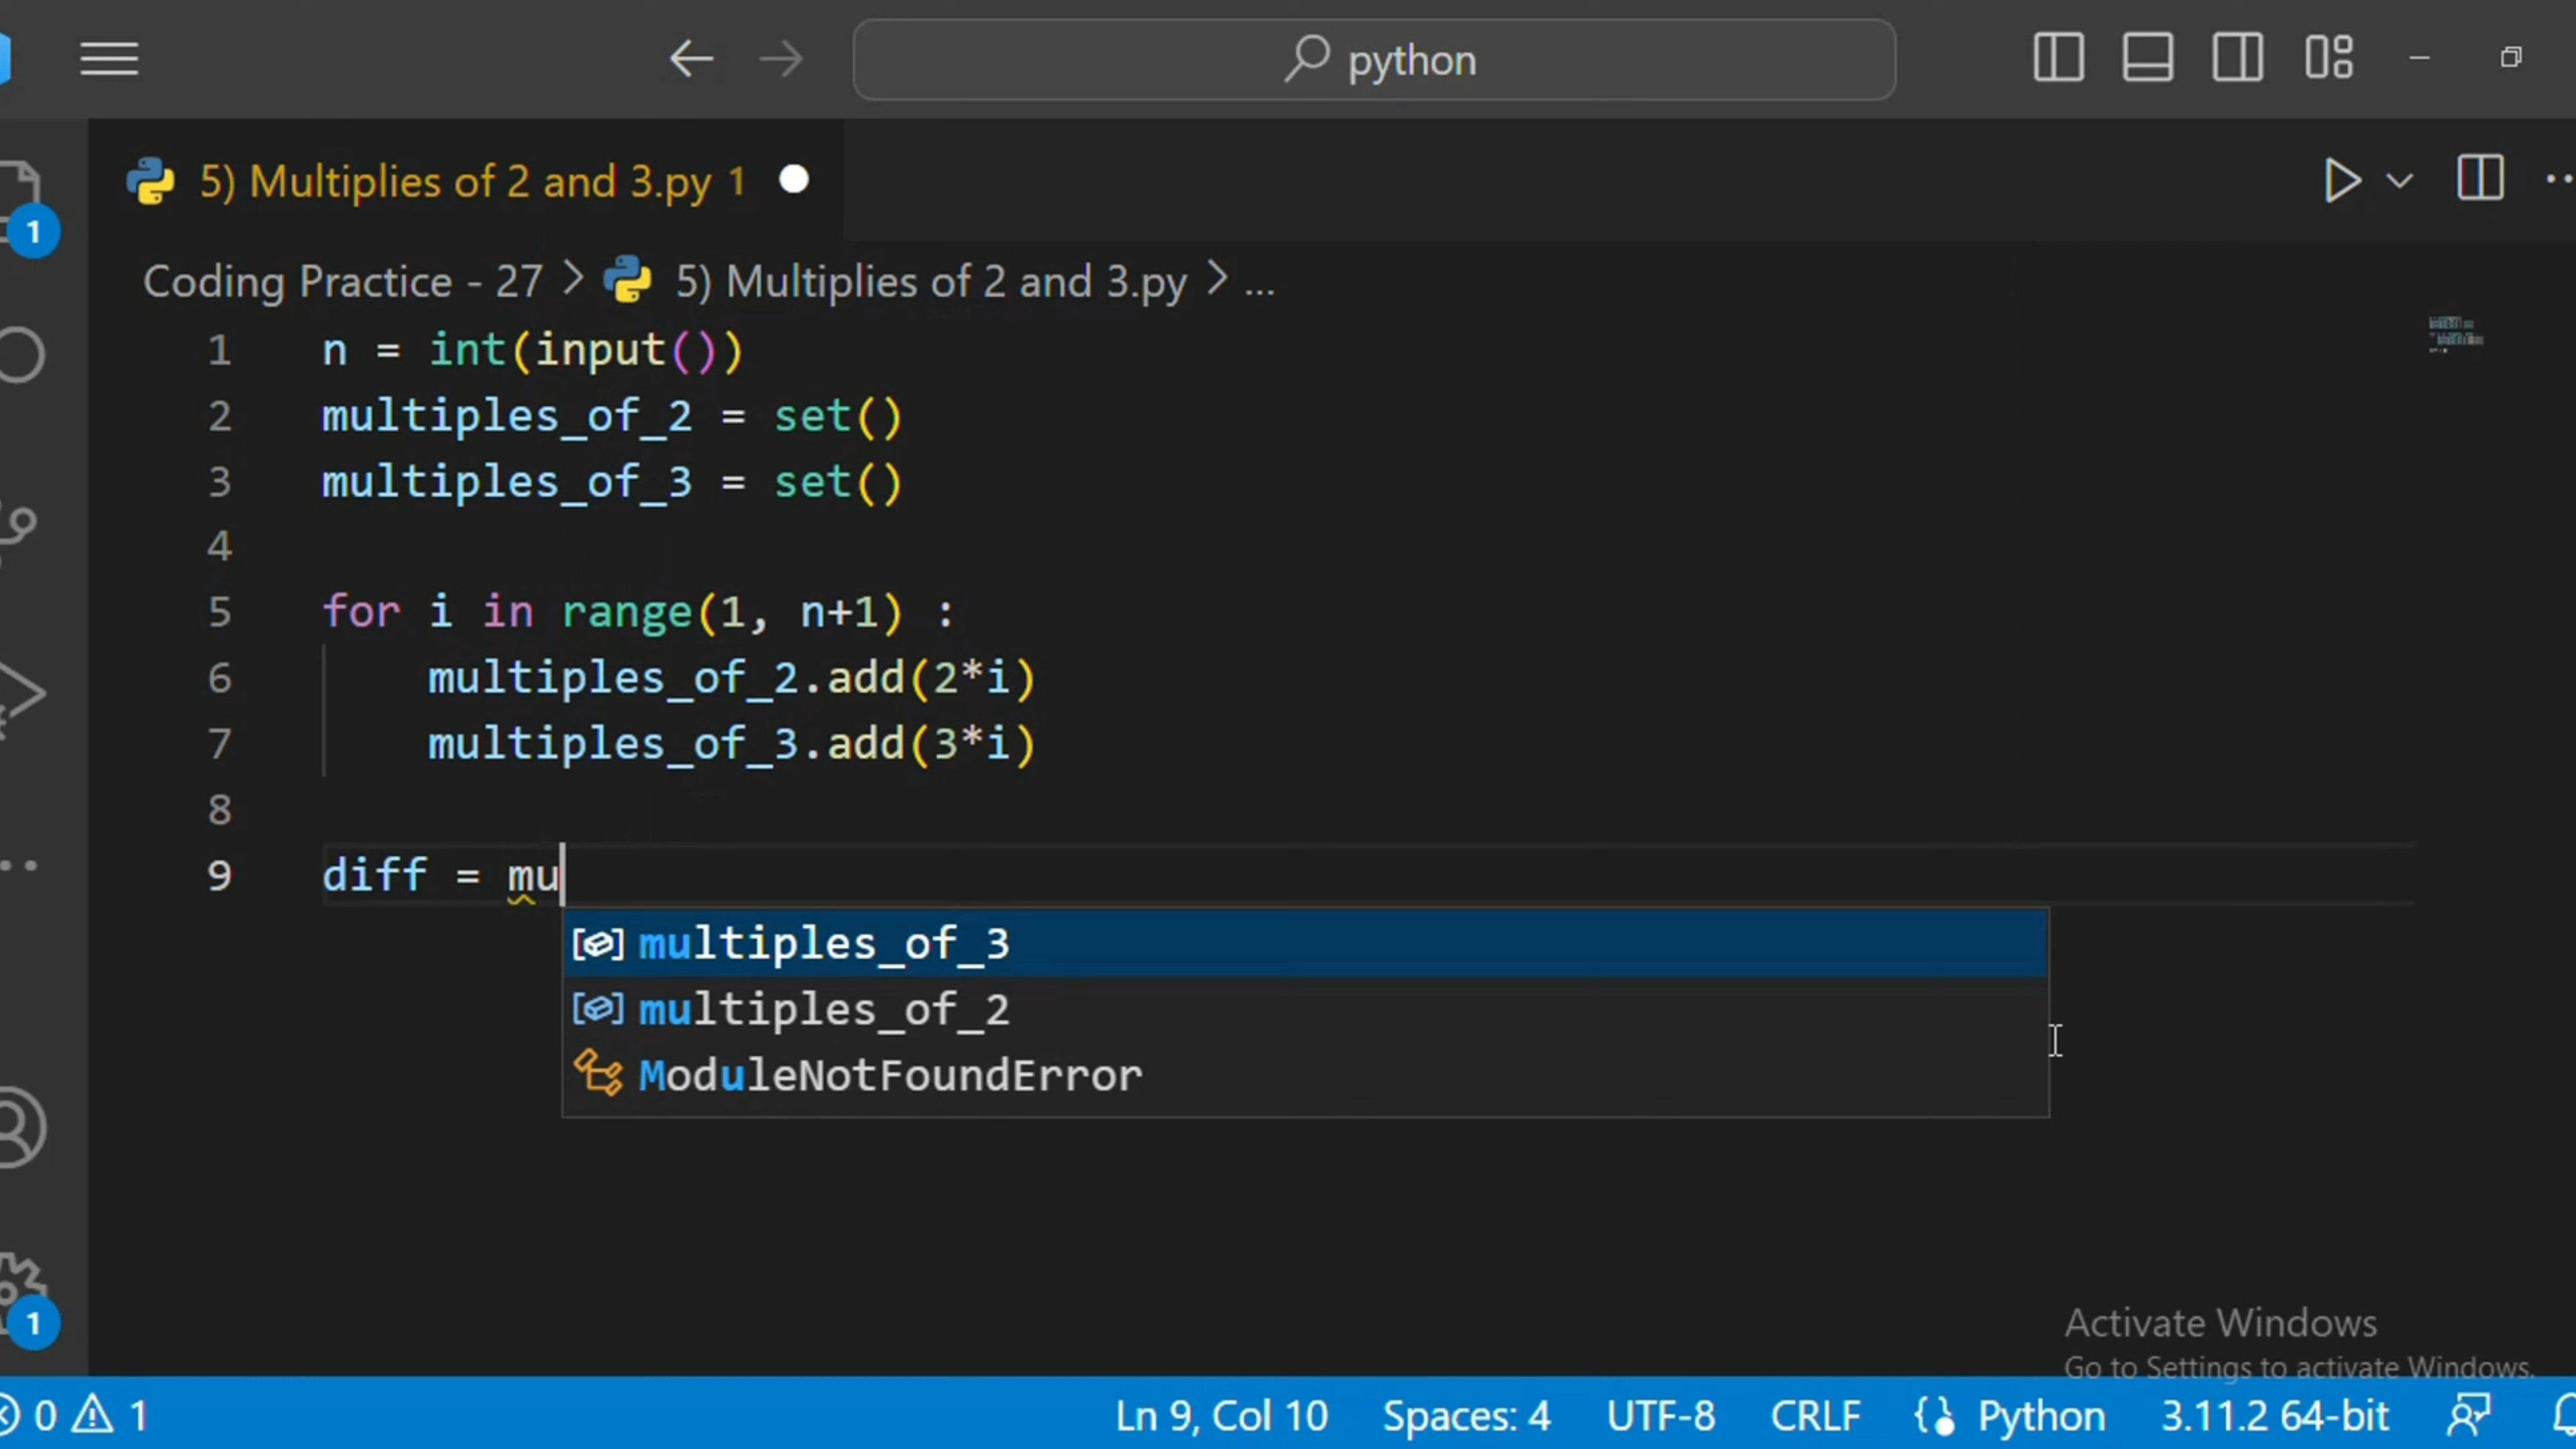 python
5) Multiplies of 2 and 3.py 1
1
Coding Practice - 27 > 5) Multiplies of 2 and 3.py > ...
1 n = int(input())
2 multiples_of_2 = set()
3 multiples_of_3 = set()
4
5 for i in range(1, n+1) :
6 multiples_of_2.add(2*i)
7 multiples_of_3.add(3*i)
8
9 diff = mu
multiples_of_3
multiples_of_2
ModuleNotFoundError
1
Activate Windows
Go to Settings to activate Windows.
0 1 Ln 9, Col 10 Spaces: 4 UTF-8 CRLF {} Python 3.11.2 64-bit